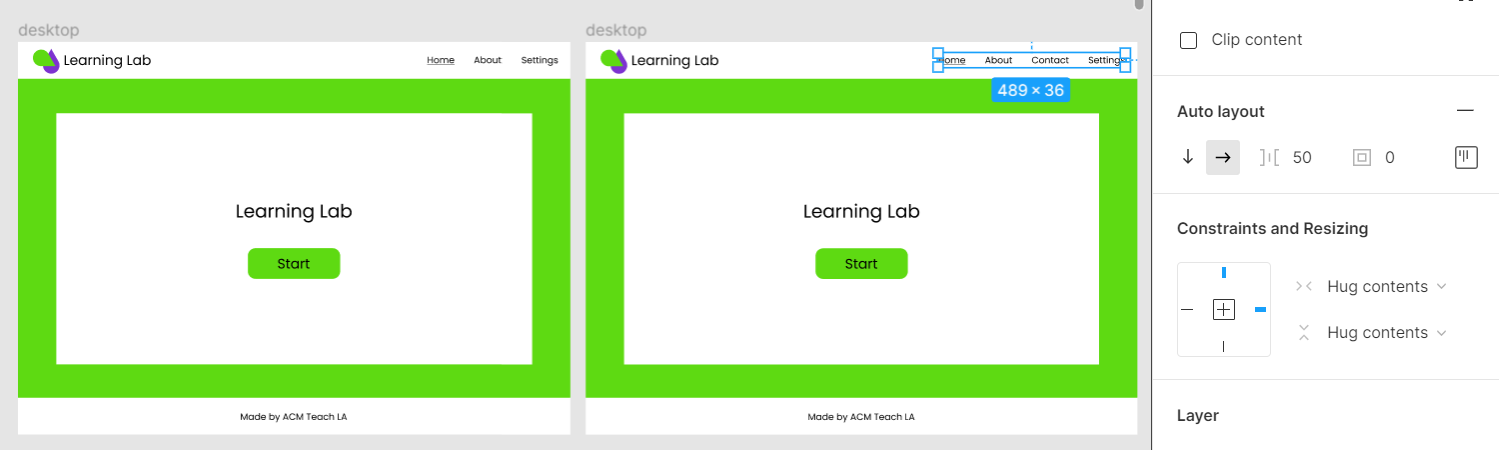 desktop
Learning Lab
Home About Settings
Learning Lab
Start
Made by ACM Teach LA
desktop
Learning Lab
Home About Contact Settings
489 × 36
Learning Lab
Start
Made by ACM Teach LA
Clip content
Auto layout
50 0
Constraints and Resizing
Hug contents
Hug contents
Layer